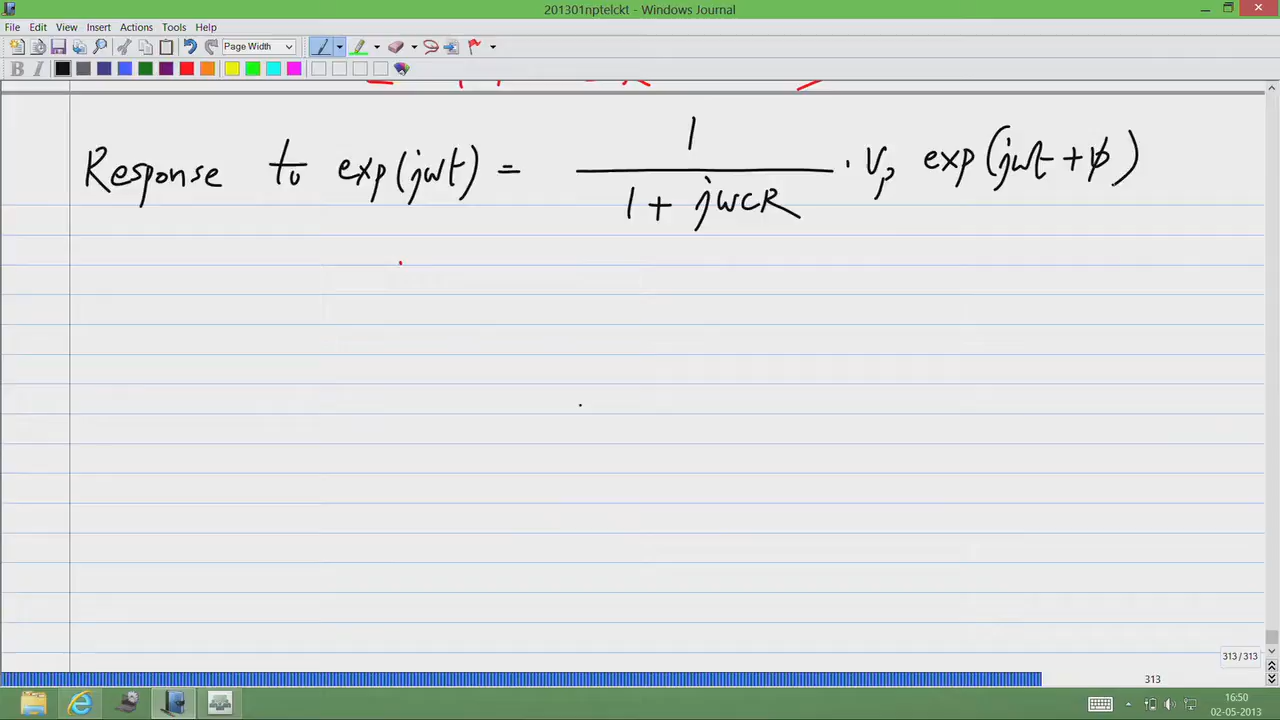 201301nptelckt - Windows Journal
File Edit View Insert Actions Tools Help
Page Width
B I
Response to exp(jωt) = 1 / (1 + jωCR) · Vp exp(jωt + φ)
313 / 313
313
16:50
02-05-2013